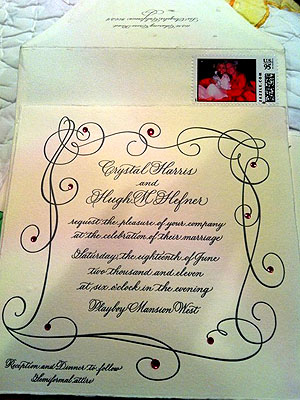 Crystal Harris
and
Hugh M Hefner
request the pleasure of your company
at the celebration of their marriage
Saturday, the eighteenth of June
two thousand and eleven
at six o'clock in the evening
Playboy Mansion West
Reception and Dinner to follow
Semiformal attire